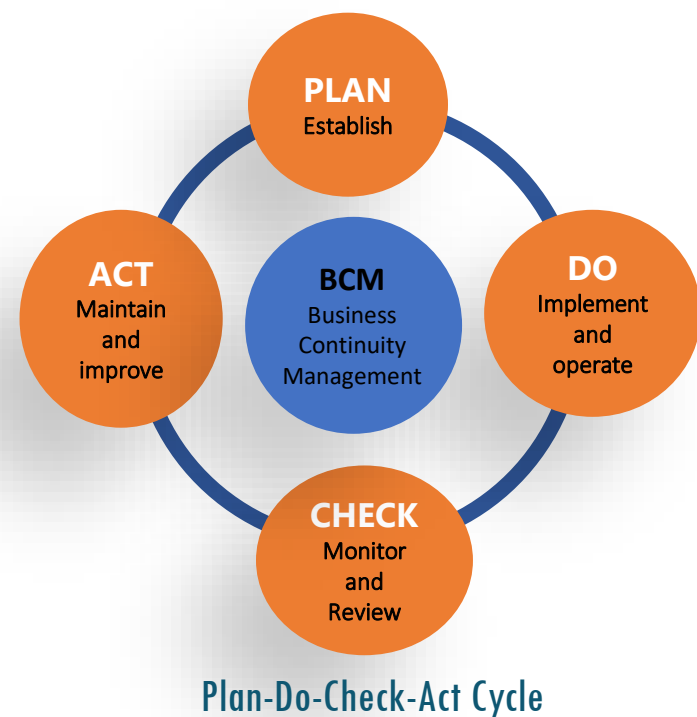 PLAN
Establish
DO
Implement
and
operate
CHECK
Monitor
and
Review
ACT
Maintain
and
improve
BCM
Business
Continuity
Management
Plan-Do-Check-Act Cycle